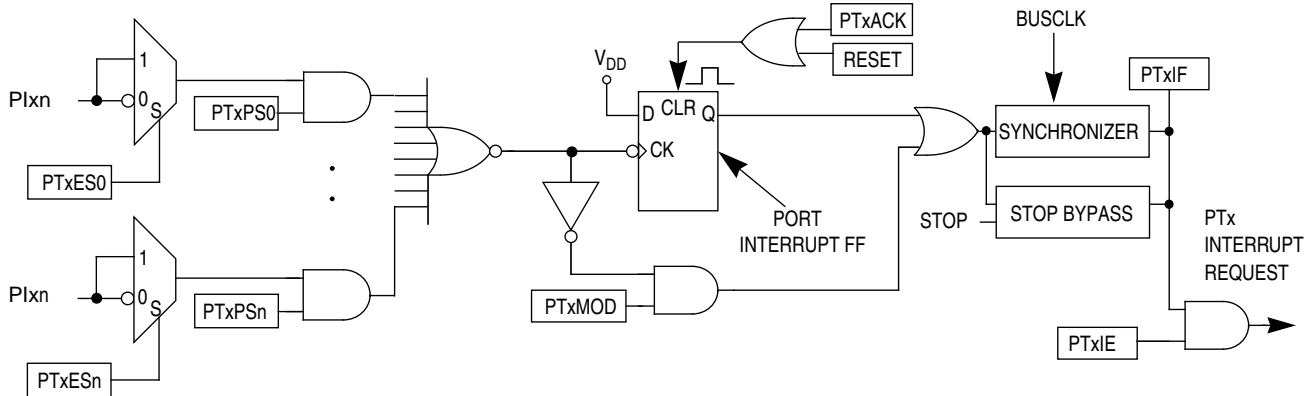 PIxn
1
0
S
PTxES0
PTxPS0
PIxn
1
0
S
PTxESn
PTxPSn
VDD
D
CLR
Q
CK
PTxACK
RESET
PORT
INTERRUPT FF
PTxMOD
BUSCLK
SYNCHRONIZER
STOP
STOP BYPASS
PTxIF
PTx
INTERRUPT
REQUEST
PTxIE